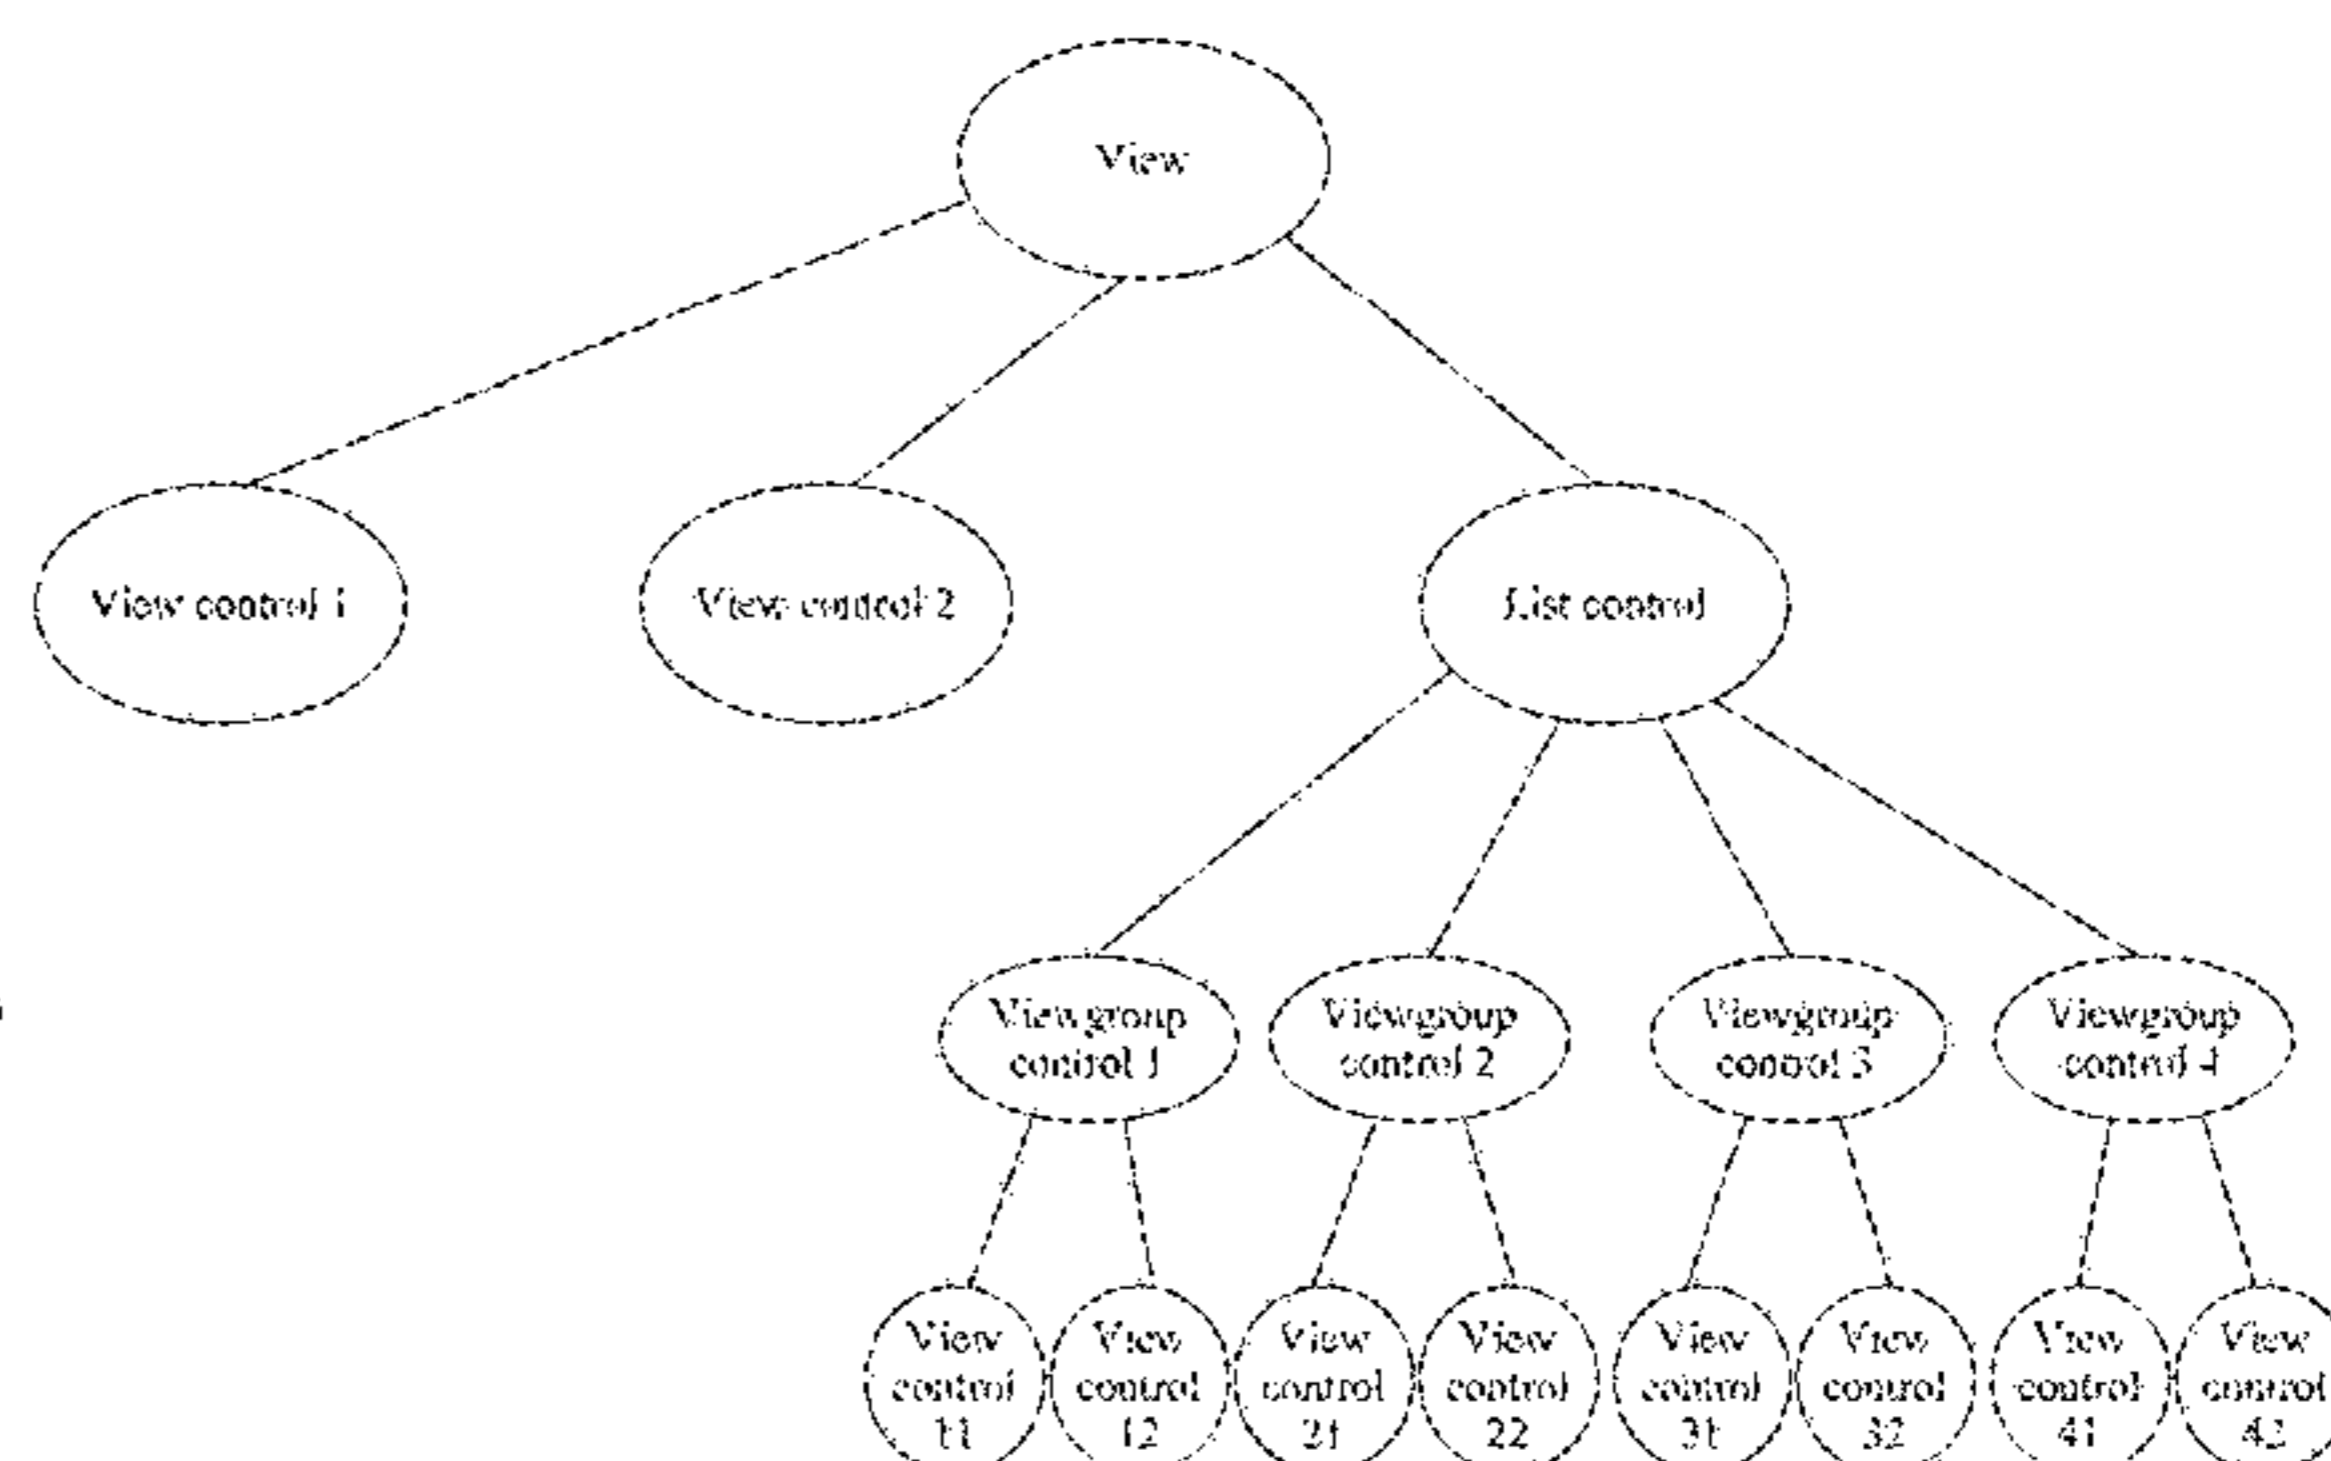 View
View control 1
View control 2
List control
Viewgroup
control 1
Viewgroup
control 2
Viewgroup
control 3
Viewgroup
control 4
View
control
11
View
control
12
View
control
21
View
control
22
View
control
31
View
control
32
View
control
41
View
control
42